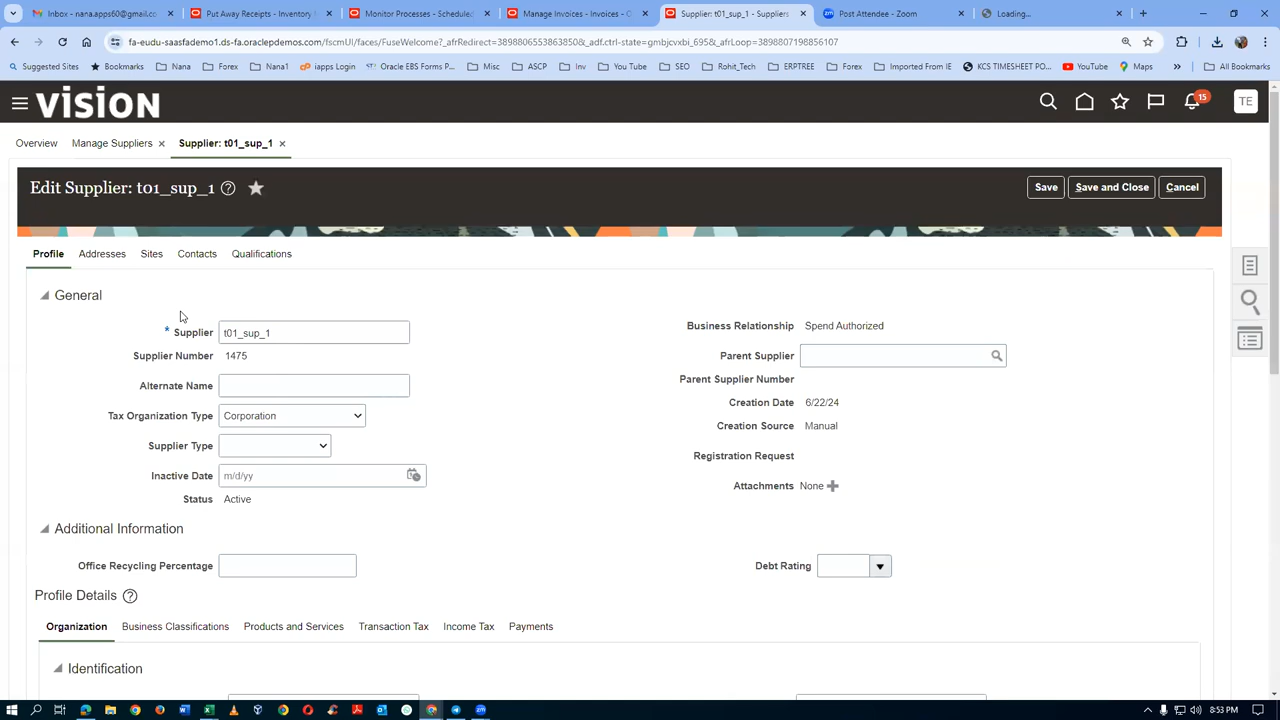 Inbox - nana.apps60@gmail.co
Put Away Receipts - Inventory
Monitor Processes - Schedule
Manage Invoices - Invoices - O
Supplier: t01_sup_1 - Suppliers
Post Attendee - Zoom
Loading...
fa-eudu-saasfademo1.ds-fa.oraclepdemos.com/fscmUI/faces/FuseWelcome?_afrRedirect=38988065538638508&_adf.ctrl-state=gmbjcvxbi_695&_afrLoop=3898807198856107
Suggested Sites Bookmarks Nana Forex Nana1 iapps Login Oracle EBS Forms P... Misc ASCP Inv You Tube SEO Rohit_Tech ERPTREE Forex Imported From IE KCS TIMESHEET PO... YouTube Maps » All Bookmarks
VISION 15 TE
Overview Manage Suppliers Supplier: t01_sup_1
Edit Supplier: t01_sup_1 Save Save and Close Cancel
Profile Addresses Sites Contacts Qualifications
General
* Supplier t01_sup_1 Business Relationship Spend Authorized
Supplier Number 1475 Parent Supplier
Alternate Name Parent Supplier Number
Tax Organization Type Corporation Creation Date 6/22/24
Supplier Type Creation Source Manual
Inactive Date m/d/yy Registration Request
Status Active Attachments None
Additional Information
Office Recycling Percentage Debt Rating
Profile Details
Organization Business Classifications Products and Services Transaction Tax Income Tax Payments
Identification
8:53 PM